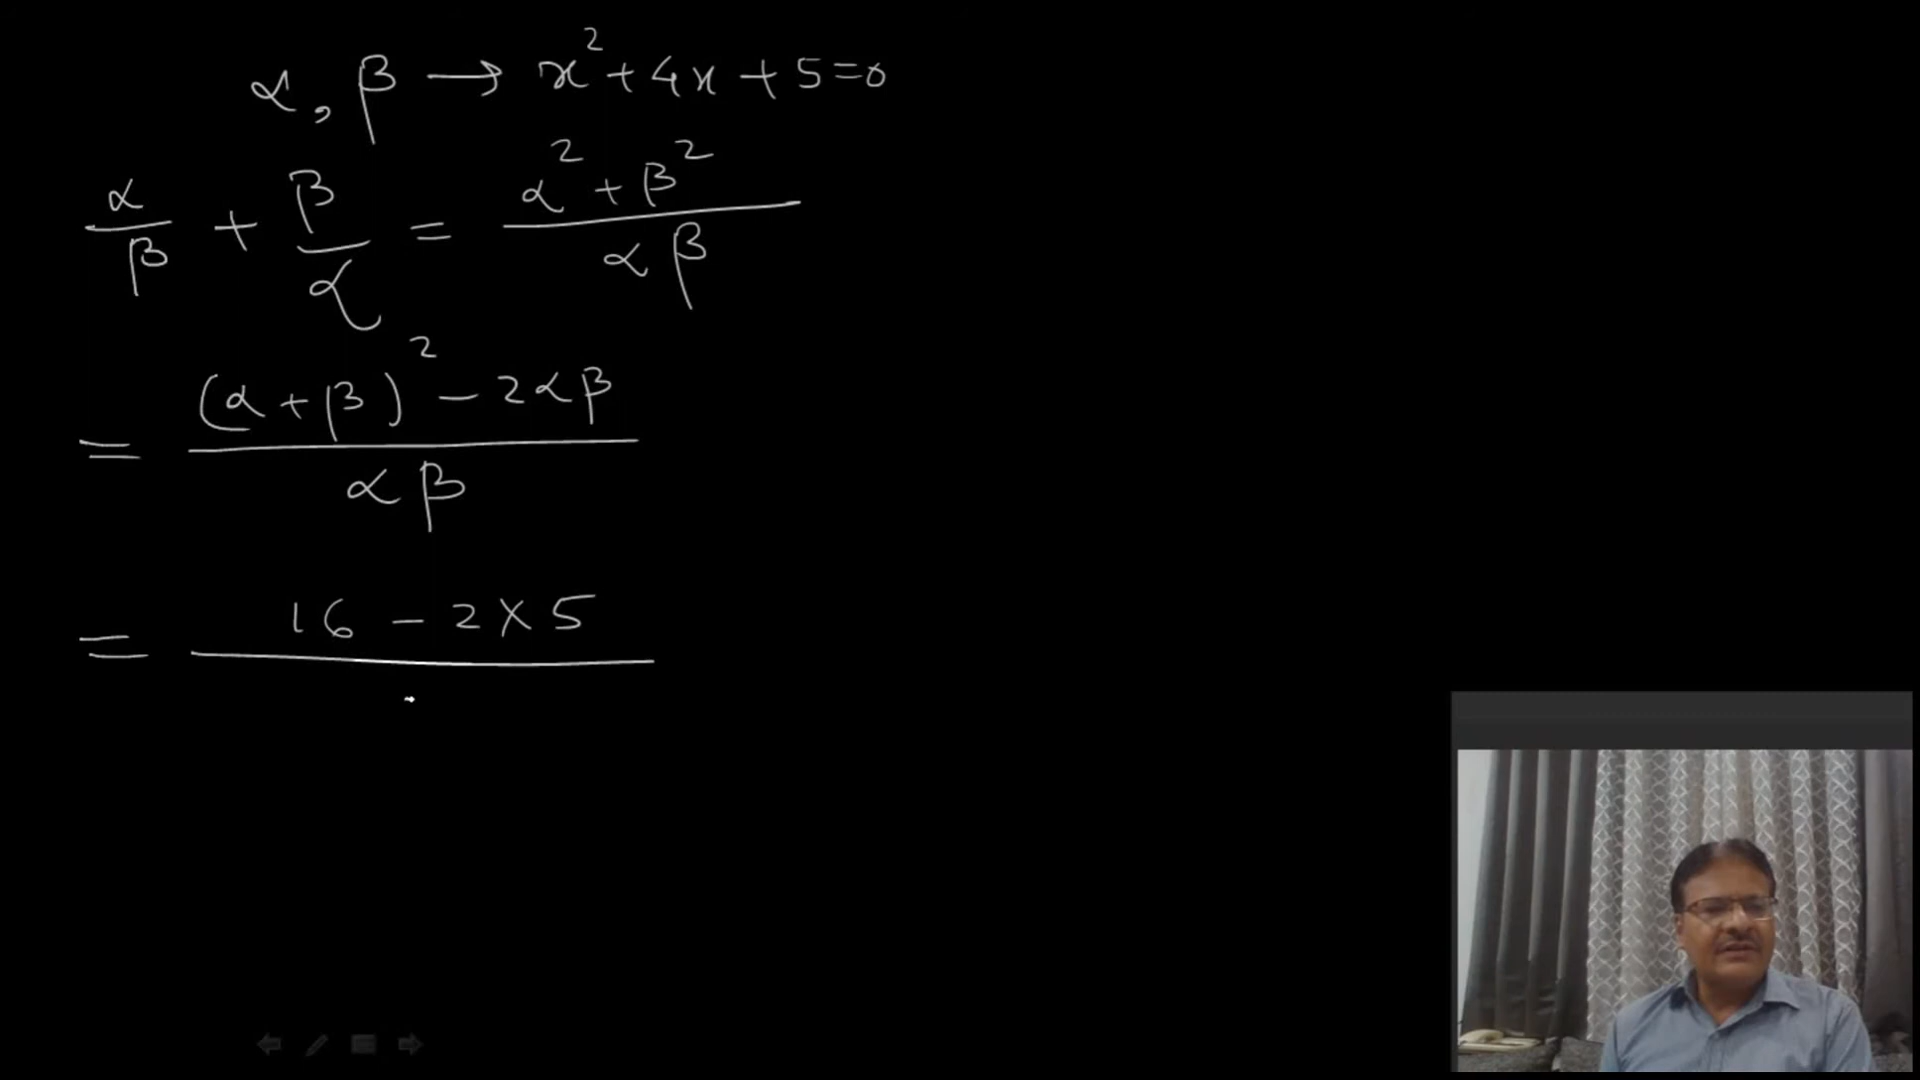 α, β → x² + 4x + 5 = 0
α/β + β/α = (α² + β²)/(αβ)
= ((α + β)² - 2αβ)/(αβ)
= 16 - 2 × 5